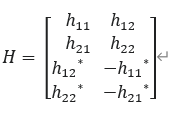 h₁₁ h₁₂
h₂₁ h₂₂
H =
h₁₂* −h₁₁*
h₂₂* −h₂₁*